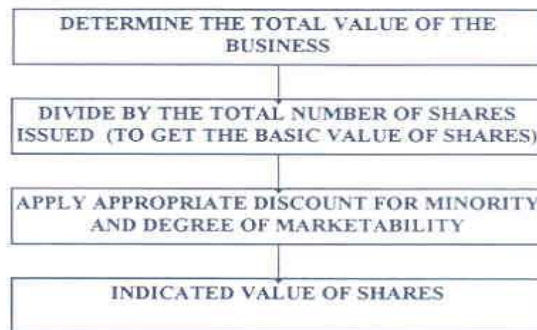 DETERMINE THE TOTAL VALUE OF THE
BUSINESS
DIVIDE BY THE TOTAL NUMBER OF SHARES
ISSUED (TO GET THE BASIC VALUE OF SHARES)
APPLY APPROPRIATE DISCOUNT FOR MINORITY
AND DEGREE OF MARKETABILITY
INDICATED VALUE OF SHARES